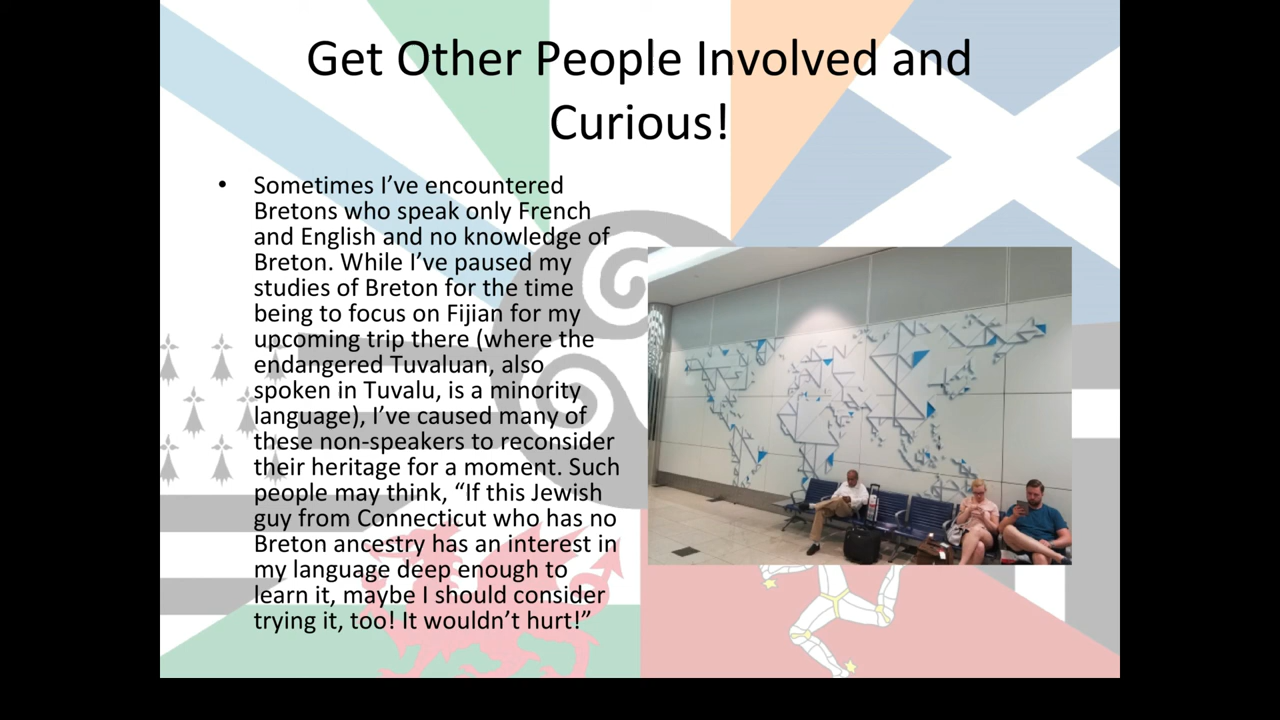 Get Other People Involved and
Curious!
• Sometimes I’ve encountered
Bretons who speak only French
and English and no knowledge of
Breton. While I’ve paused my
studies of Breton for the time
being to focus on Fijian for my
upcoming trip there (where the
endangered Tuvaluan, also
spoken in Tuvalu, is a minority
language), I’ve caused many of
these non-speakers to reconsider
their heritage for a moment. Such
people may think, “If this Jewish
guy from Connecticut who has no
Breton ancestry has an interest in
my language deep enough to
learn it, maybe I should consider
trying it, too! It wouldn’t hurt!”